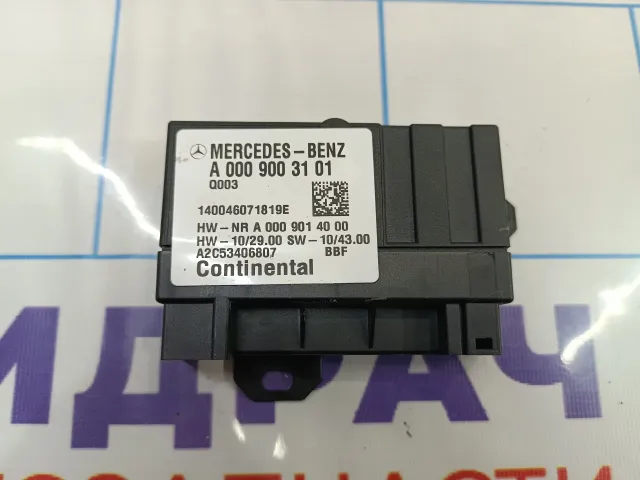 MERCEDES-BENZ
A 000 900 31 01
Q003
140046071819E
HW-NR A 000 901 40 00
HW-10/29.00 SW-10/43.00
A2C53406807 BBF
Continental
ИДРАЧ